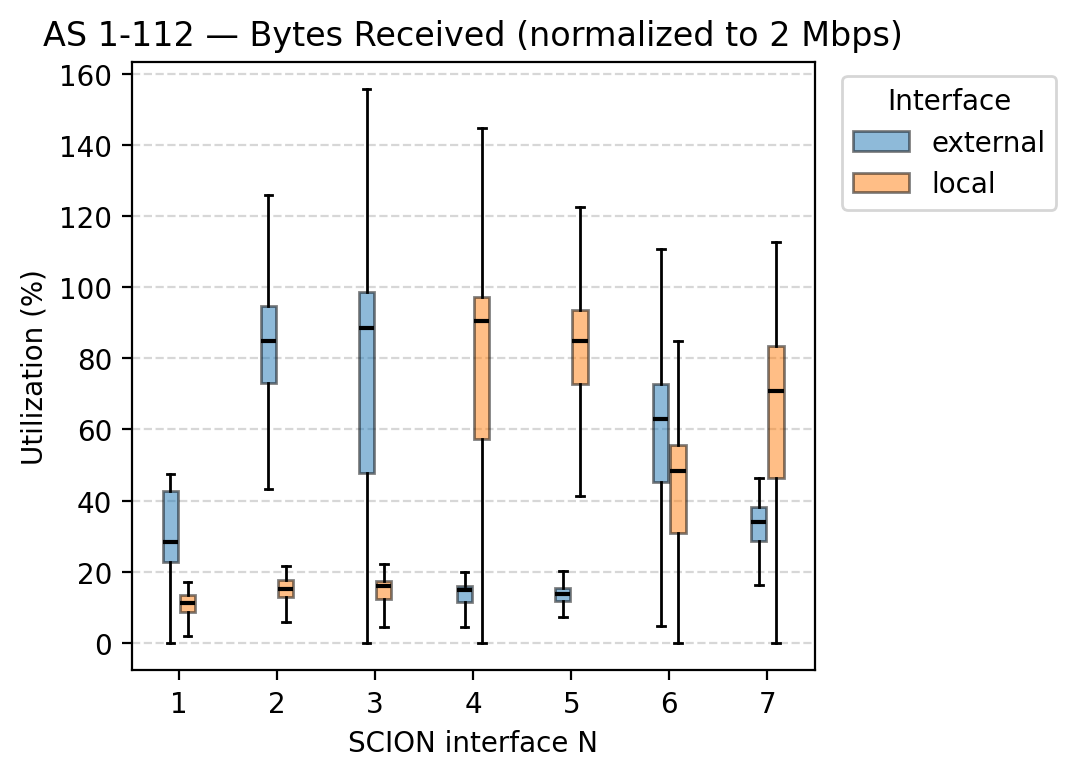 AS 1-112 — Bytes Received (normalized to 2 Mbps)
160
140
120
100
80
60
40
20
0
Utilization (%)
1 2 3 4 5 6 7
SCION interface N
Interface
external
local